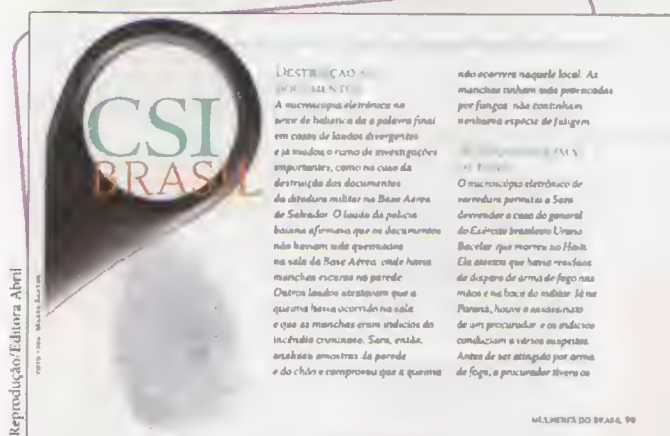 CSI
BRASIL
DESTRUIÇÃO DE
DOCUMENTOS
A microscopia eletrônica no
setor de balística dá a palavra final
em casos de laudos divergentes
e já mudou o rumo de investigações
importantes, como no caso da
destruição dos documentos
da ditadura militar na Base Aérea
de Salvador. O laudo da polícia
baiana afirmava que os documentos
não haviam sido queimados
na sala da Base Aérea, onde havia
manchas escuras na parede.
Outros laudos atestavam que a
queima havia ocorrido na sala
e que as manchas eram indícios do
incêndio criminoso. Sara, então,
analisou amostras da parede
e do chão e comprovou que a queima
não ocorrera naquele local. As
manchas tinham sido provocadas
por fungos, não continham
nenhuma espécie de fuligem.
O microscópio eletrônico de
varredura permitiu a Sara
desvendar o caso do general
do Exército brasileiro Urano
Bacelar, que morreu no Haiti.
Ela atestou que havia resíduos
de disparo de arma de fogo nas
mãos e na boca do militar. Já no
Paraná, houve o assassinato
de um procurador e os indícios
conduziam a vários suspeitos.
Antes de ser atingido por arma
de fogo, o procurador tivera os
MULHERES DO BRASIL 99
Reprodução/Editora Abril